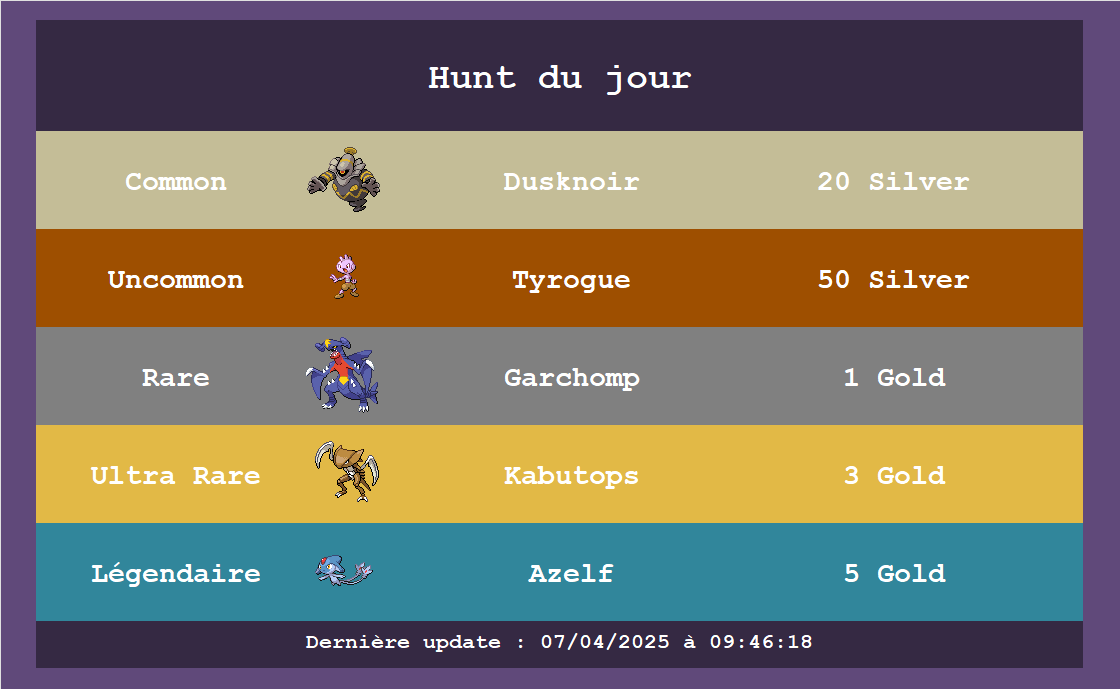 Hunt du jour
Common Dusknoir 20 Silver
Uncommon Tyrogue 50 Silver
Rare Garchomp 1 Gold
Ultra Rare Kabutops 3 Gold
Légendaire Azelf 5 Gold
Dernière update : 07/04/2025 à 09:46:18